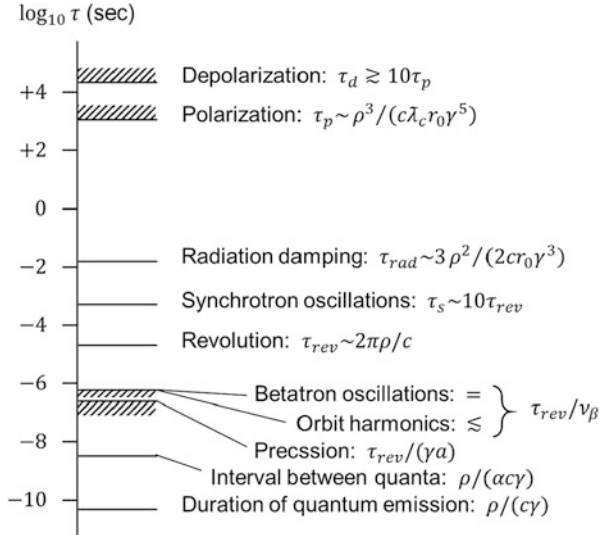 log₁₀ τ (sec)
Depolarization: τ_d ≳ 10τ_p
+4
Polarization: τ_p~ρ³/(cƛ_c r₀γ⁵)
+2
0
Radiation damping: τ_rad~3ρ²/(2cr₀γ³)
−2
Synchrotron oscillations: τ_s~10τ_rev
−4
Revolution: τ_rev~2πρ/c
−6
Betatron oscillations: =
Orbit harmonics: ≲
} τ_rev/ν_β
Precssion: τ_rev/(γa)
−8
Interval between quanta: ρ/(αcγ)
−10
Duration of quantum emission: ρ/(cγ)